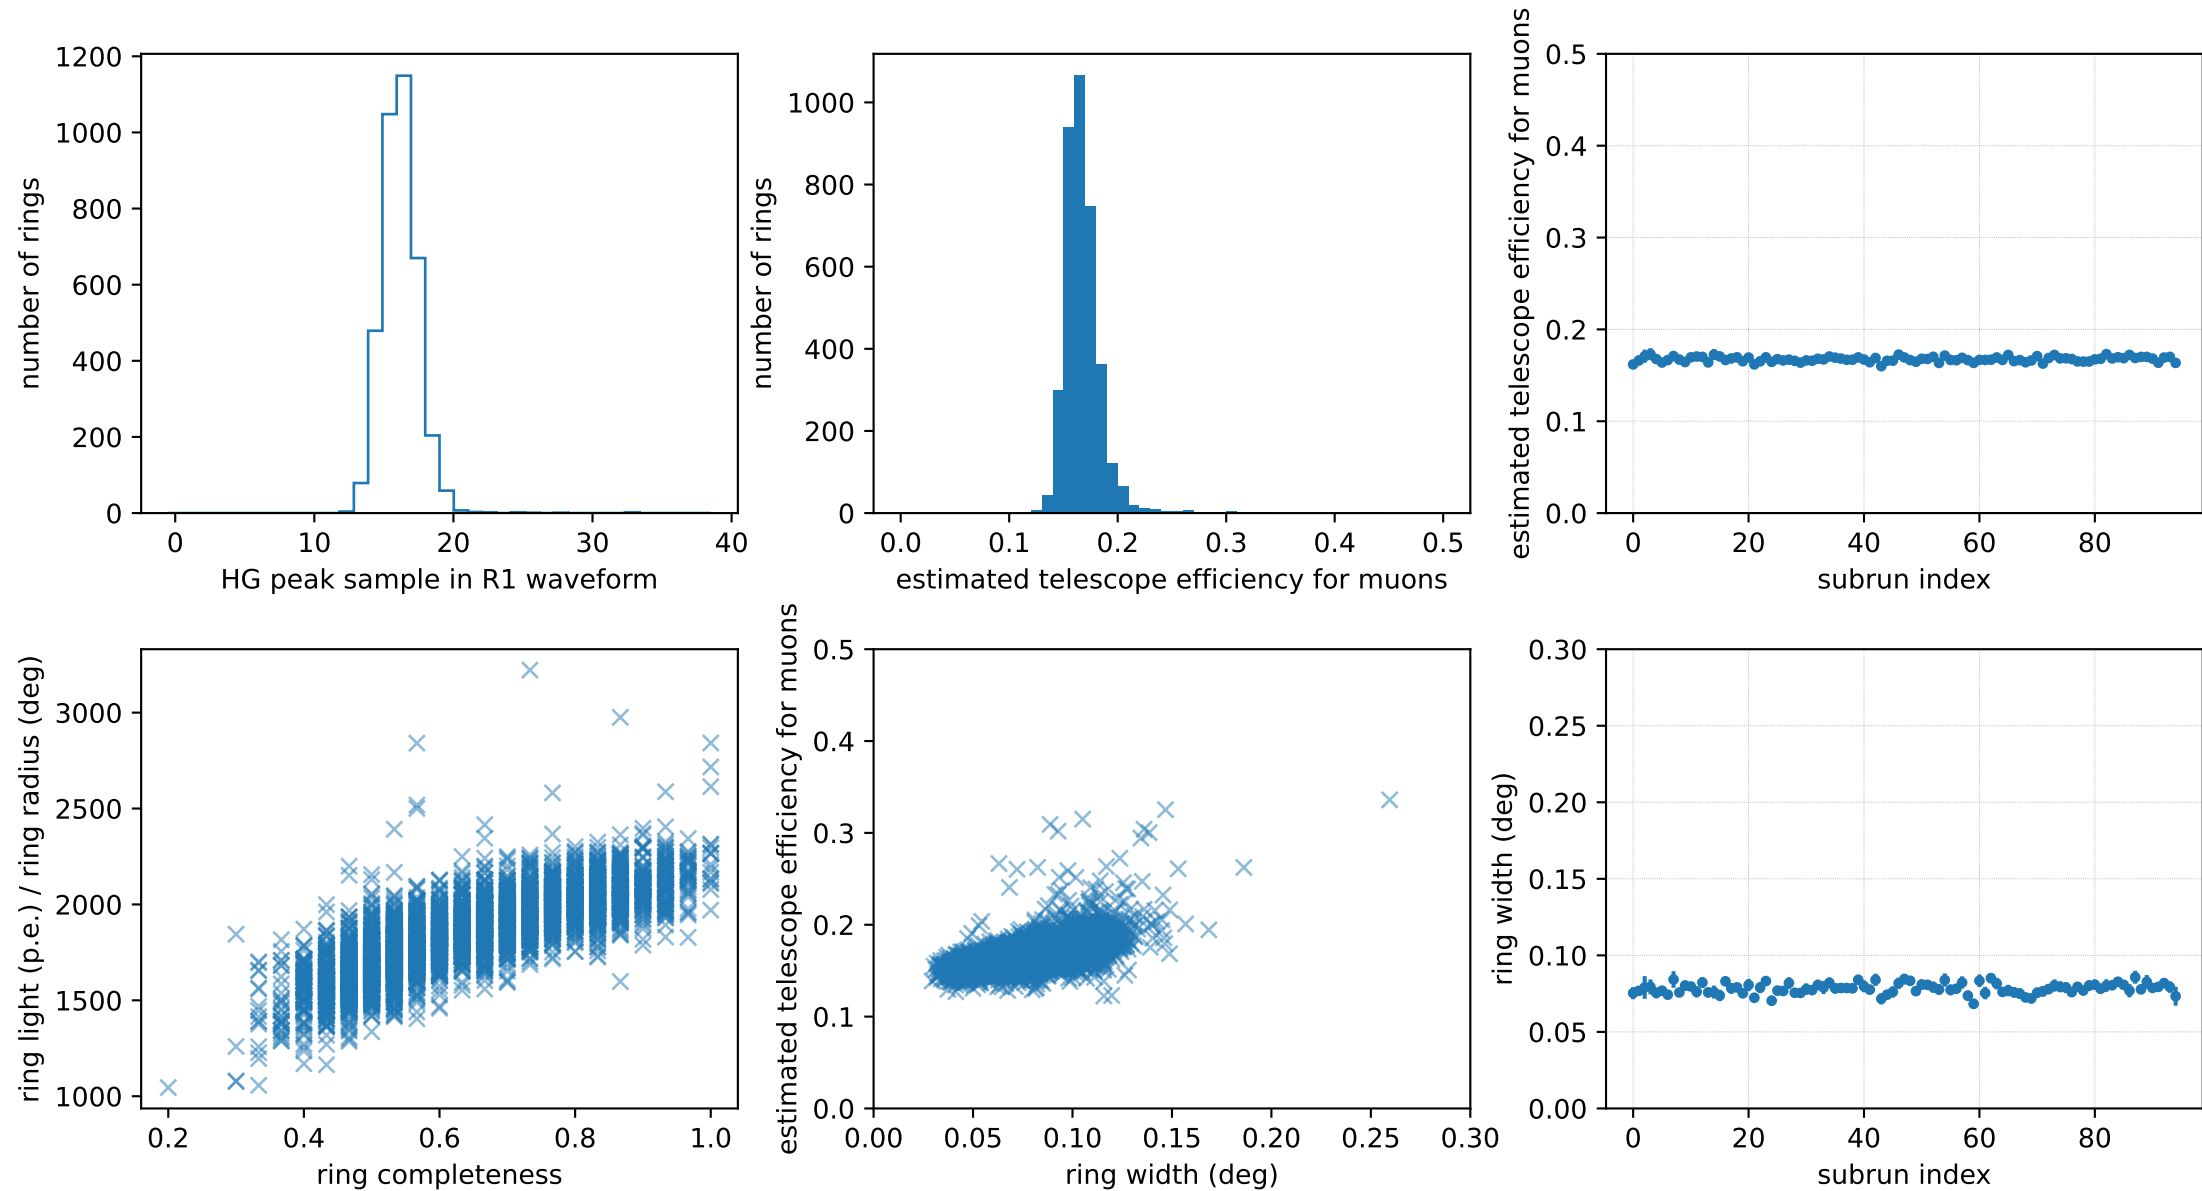 number of rings
1200
1000
800
600
400
200
0
0 10 20 30 40
HG peak sample in R1 waveform
number of rings
1000
800
600
400
200
0
0.0 0.1 0.2 0.3 0.4 0.5
estimated telescope efficiency for muons
estimated telescope efficiency for muons
0.5
0.4
0.3
0.2
0.1
0.0
0 20 40 60 80
subrun index
ring light (p.e.) / ring radius (deg)
3000
2500
2000
1500
1000
0.2 0.4 0.6 0.8 1.0
ring completeness
estimated telescope efficiency for muons
0.5
0.4
0.3
0.2
0.1
0.0
0.00 0.05 0.10 0.15 0.20 0.25 0.30
ring width (deg)
ring width (deg)
0.30
0.25
0.20
0.15
0.10
0.05
0.00
0 20 40 60 80
subrun index